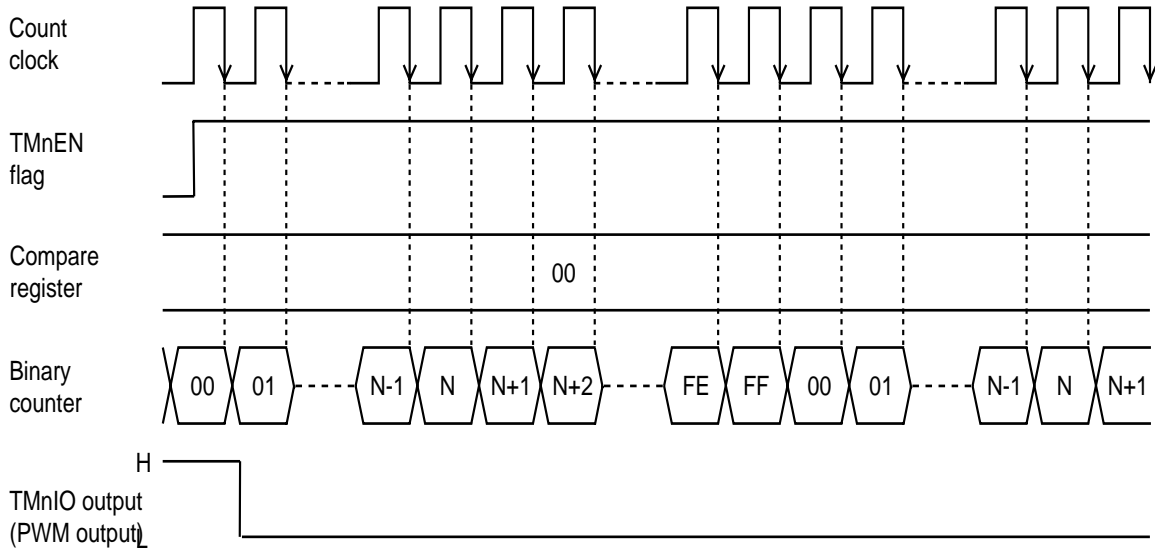 Count
clock
TMnEN
flag
Compare
register
00
Binary
counter
00 01 N-1 N N+1 N+2 FE FF 00 01 N-1 N N+1
H
TMnIO output
(PWM output)
L